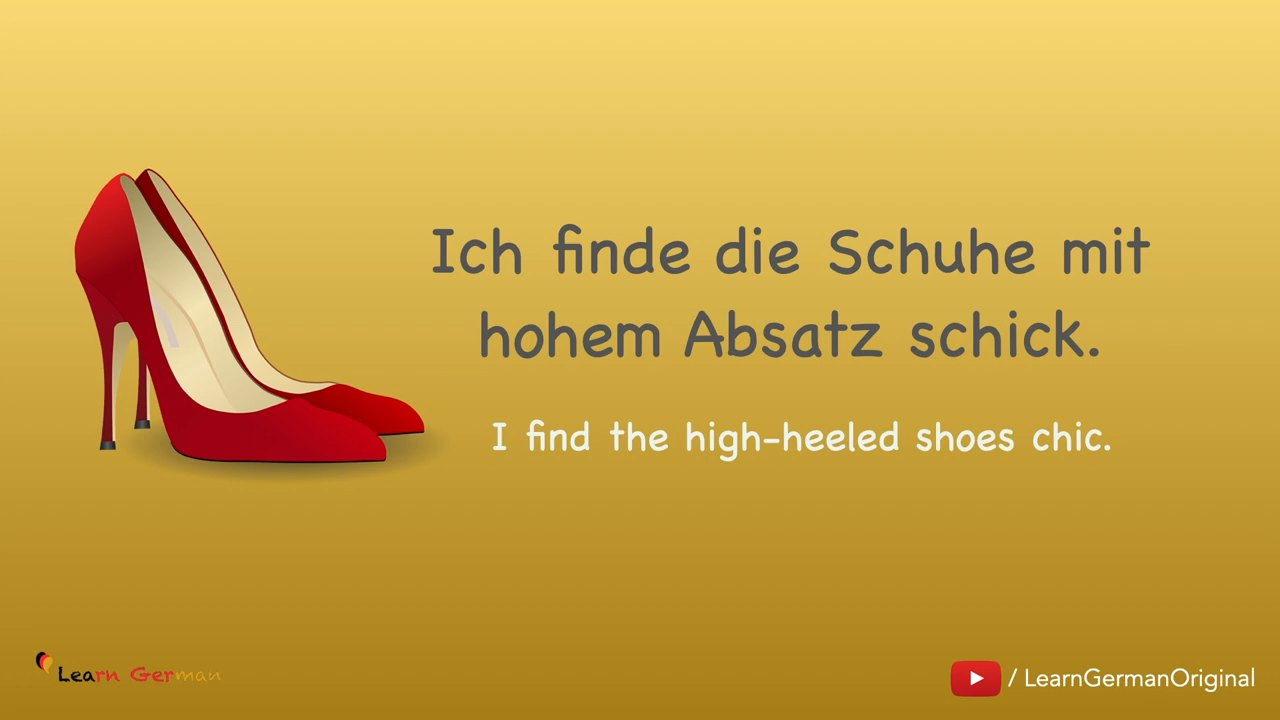 Ich finde die Schuhe mit
hohem Absatz schick.
I find the high-heeled shoes chic.
Learn German
/ LearnGermanOriginal